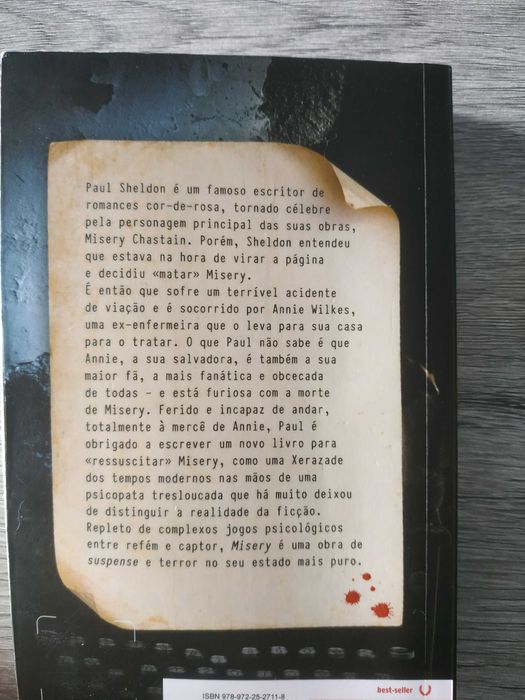 Paul Sheldon é um famoso escritor de
romances cor-de-rosa, tornado célebre
pela personagem principal das suas obras,
Misery Chastain. Porém, Sheldon entendeu
que estava na hora de virar a página
e decidiu «matar» Misery.
É então que sofre um terrível acidente
de viação e é socorrido por Annie Wilkes,
uma ex-enfermeira que o leva para sua casa
para o tratar. O que Paul não sabe é que
Annie, a sua salvadora, é também a sua
maior fã, a mais fanática e obcecada
de todas – e está furiosa com a morte
de Misery. Ferido e incapaz de andar,
totalmente à mercê de Annie, Paul é
obrigado a escrever um novo livro para
«ressuscitar» Misery, como uma Xerazade
dos tempos modernos nas mãos de uma
psicopata tresloucada que há muito deixou
de distinguir a realidade da ficção.
Repleto de complexos jogos psicológicos
entre refém e captor, Misery é uma obra de
suspense e terror no seu estado mais puro.
best-seller
ISBN 978-972-25-2711-8